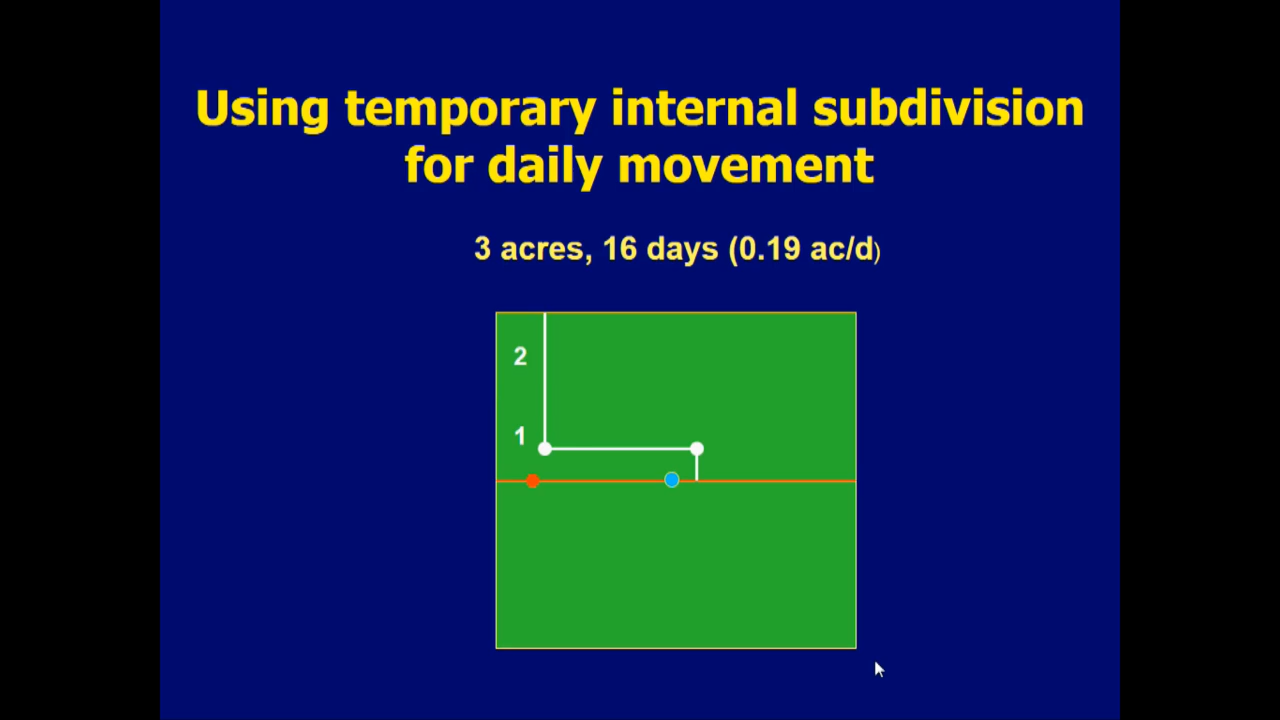 Using temporary internal subdivision
for daily movement
3 acres, 16 days (0.19 ac/d)
2
1